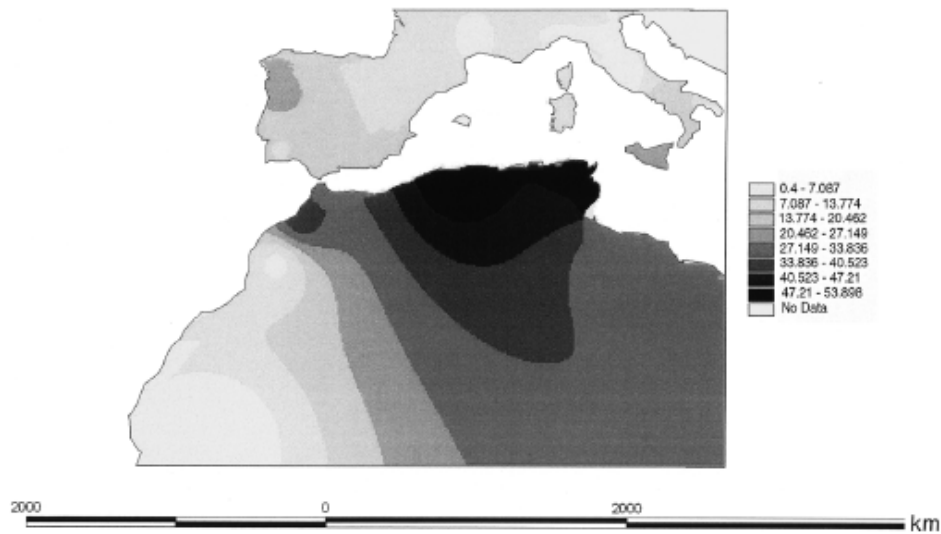 0.4 - 7.087
7.087 - 13.774
13.774 - 20.462
20.462 - 27.149
27.149 - 33.836
33.836 - 40.523
40.523 - 47.21
47.21 - 53.898
No Data
2000 0 2000 km